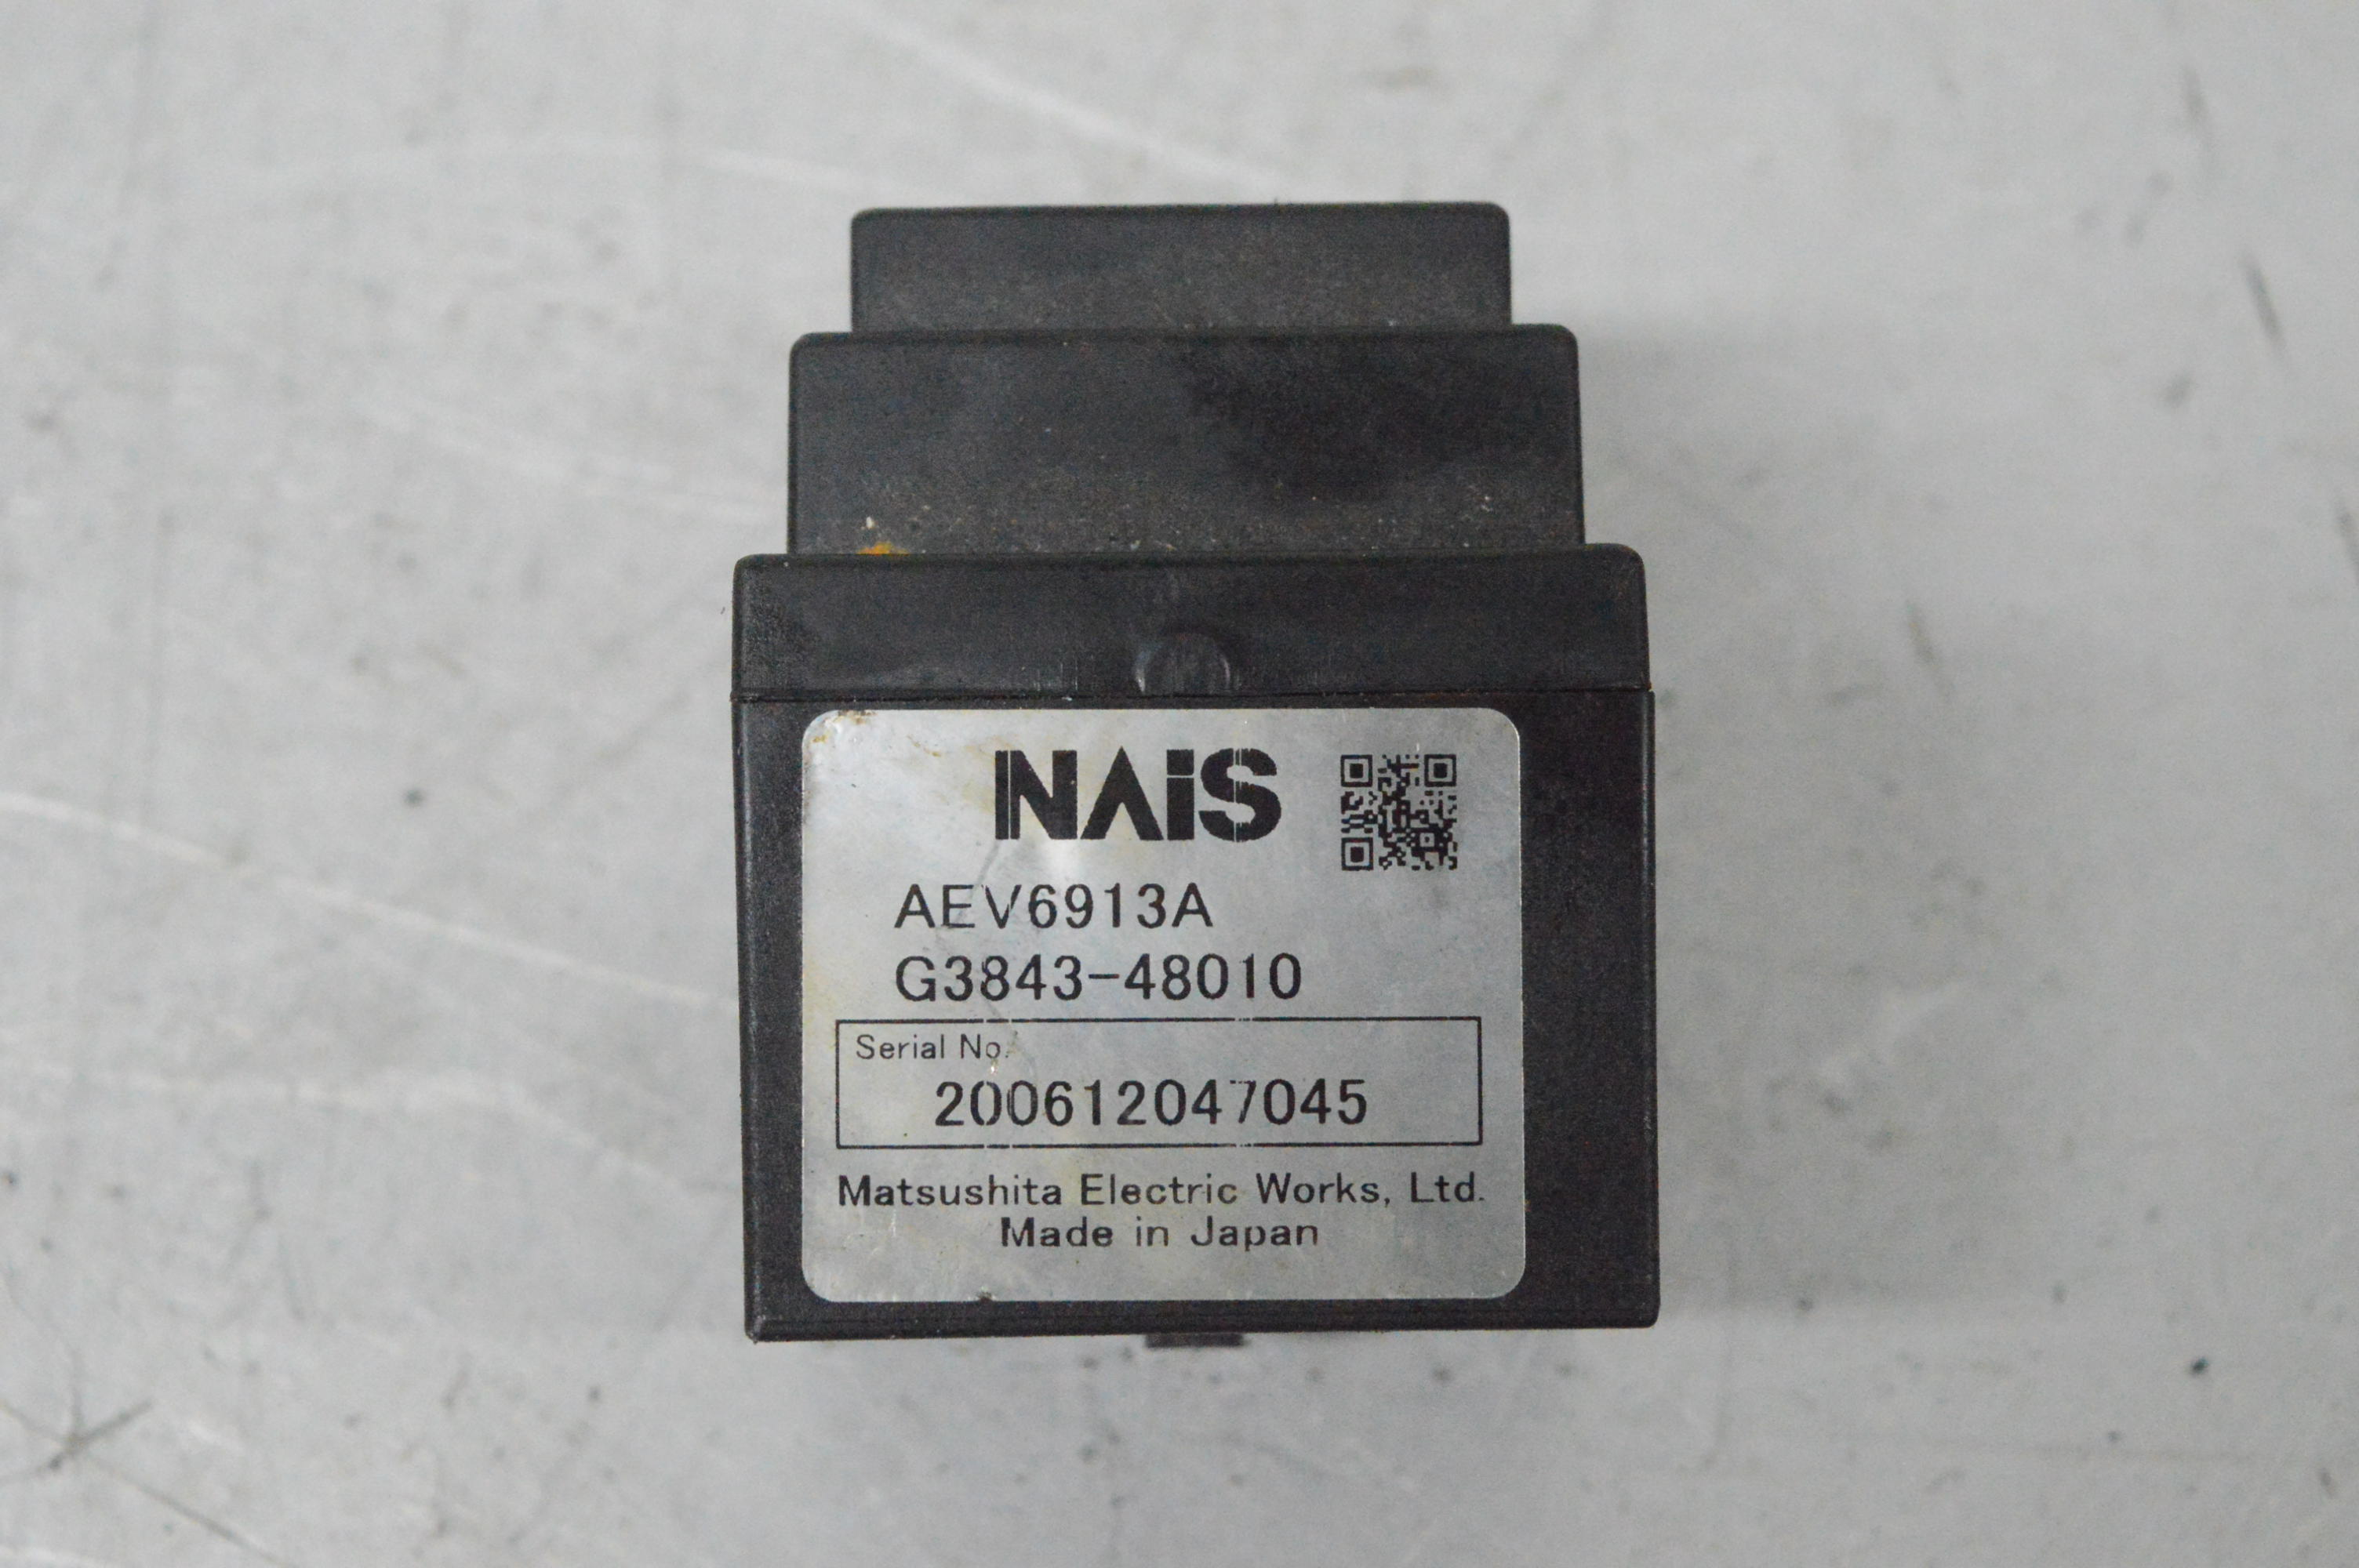 NAiS
AEV6913A
G3843-48010
Serial No.
200612047045
Matsushita Electric Works, Ltd.
Made in Japan